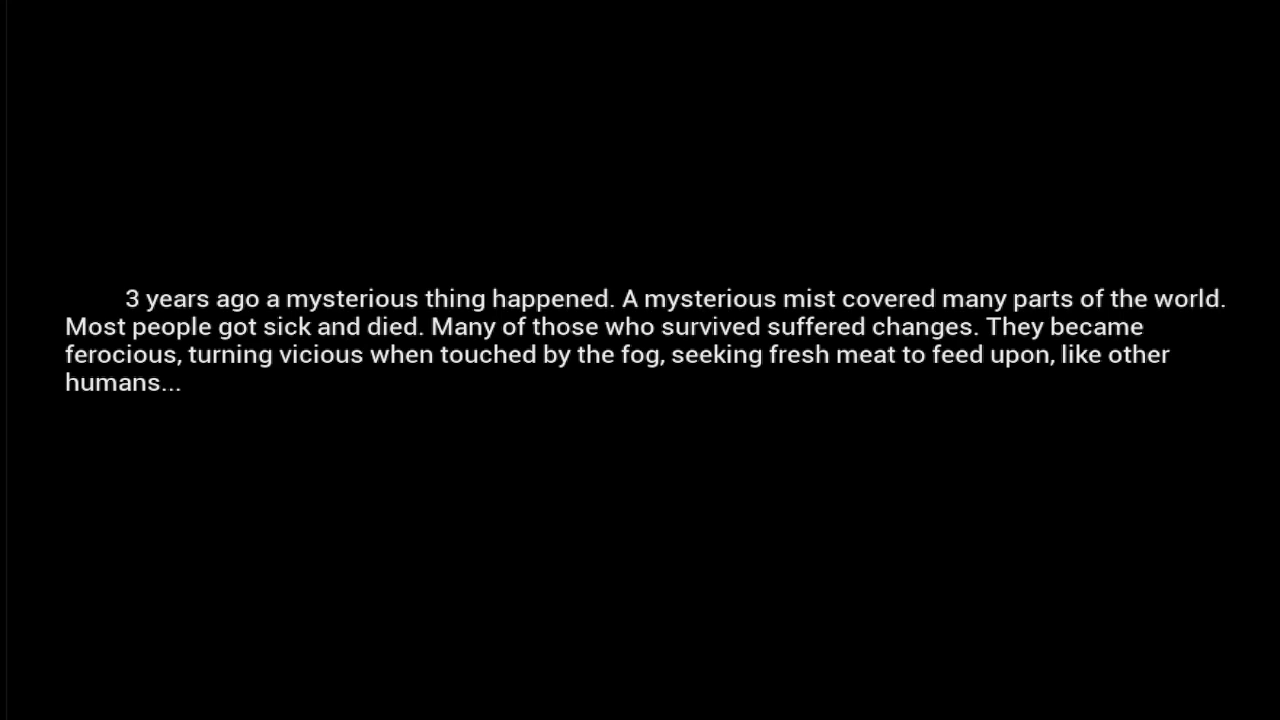 3 years ago a mysterious thing happened. A mysterious mist covered many parts of the world.
Most people got sick and died. Many of those who survived suffered changes. They became
ferocious, turning vicious when touched by the fog, seeking fresh meat to feed upon, like other
humans...